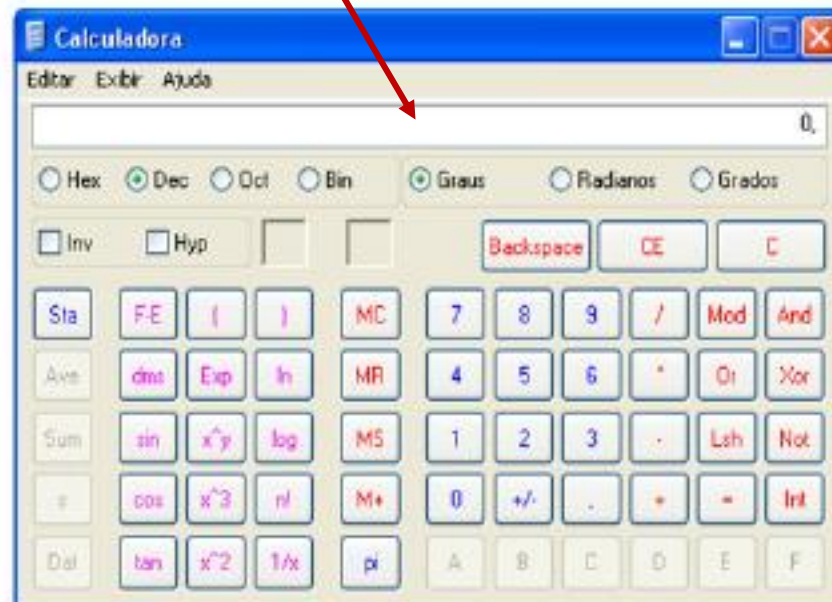 Calculadora
Editar Exibir Ajuda
0,
Hex Dec Oct Bin Graus Radianos Grados
Inv Hyp Backspace CE C
Sta F-E ( ) MC 7 8 9 / Mod And
Ave dms Exp ln MR 4 5 6 * Or Xor
Sum sin x^y log MS 1 2 3 - Lsh Not
s cos x^3 n! M+ 0 +/- . + = Int
Dat tan x^2 1/x pi A B C D E F